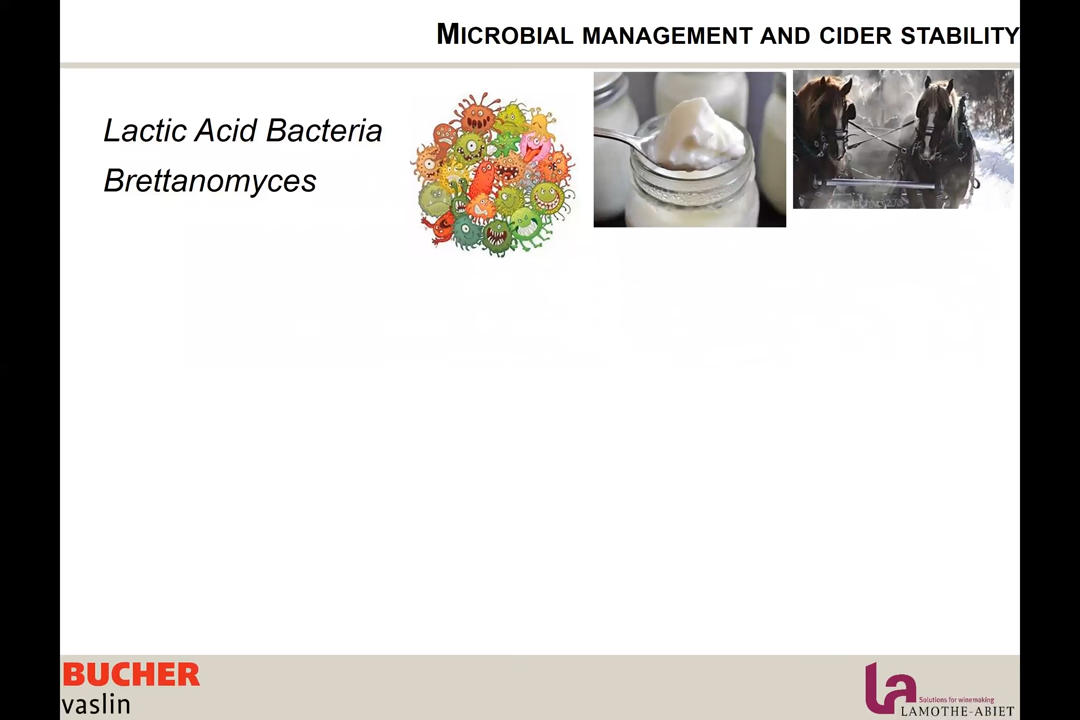 MICROBIAL MANAGEMENT AND CIDER STABILITY
Lactic Acid Bacteria
Brettanomyces
BUCHER
vaslin
la
Solutions for winemaking
LAMOTHE-ABIET